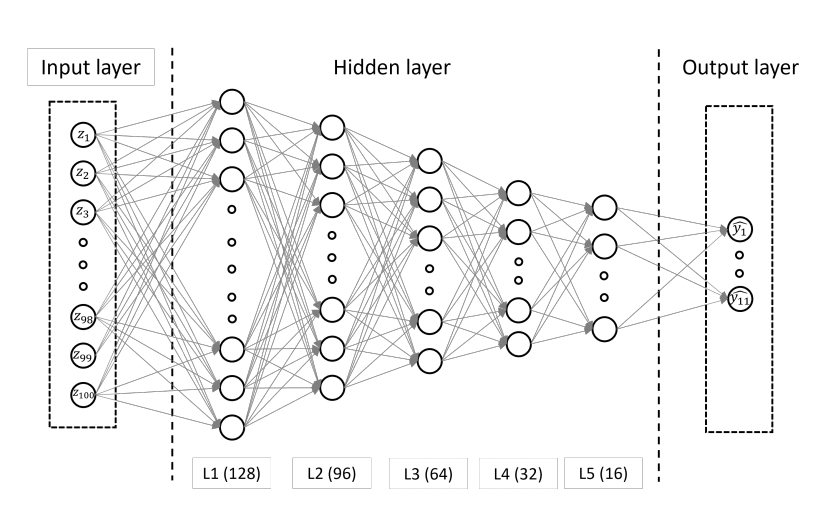 Input layer
Hidden layer
Output layer
z1
z2
z3
z98
z99
z100
ŷ1
ŷ11
L1 (128)
L2 (96)
L3 (64)
L4 (32)
L5 (16)